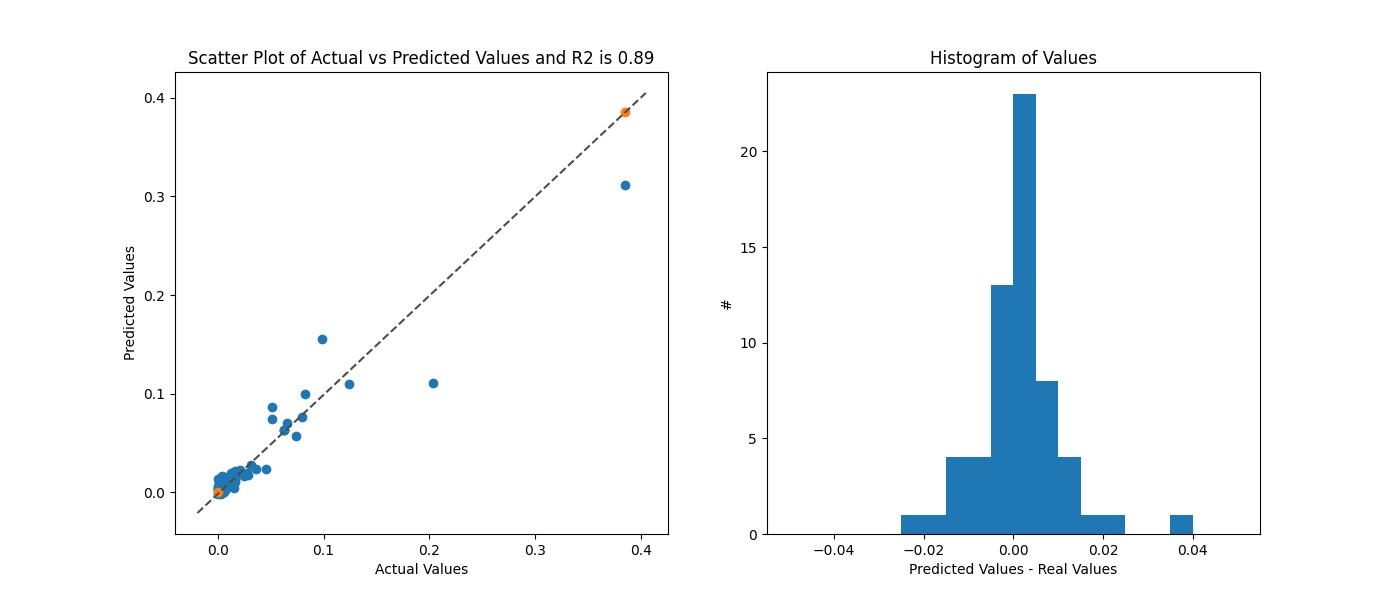 Scatter Plot of Actual vs Predicted Values and R2 is 0.89
0.4
0.3
0.2
0.1
0.0
Predicted Values
0.0 0.1 0.2 0.3 0.4
Actual Values
Histogram of Values
20
15
10
5
0
#
−0.04 −0.02 0.00 0.02 0.04
Predicted Values - Real Values